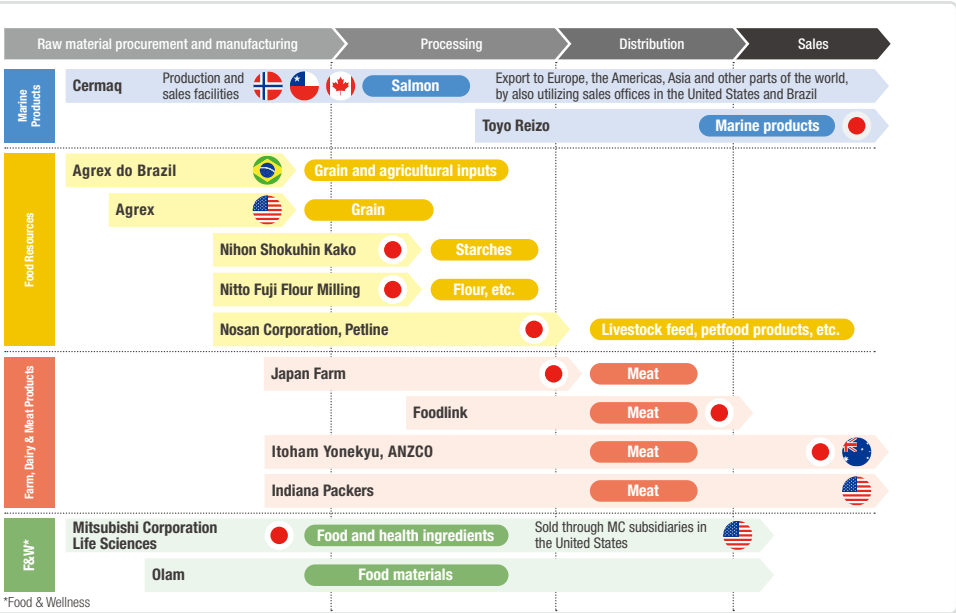 Raw material procurement and manufacturing
Processing
Distribution
Sales
Marine
Products
Cermaq
Production and
sales facilities
Salmon
Export to Europe, the Americas, Asia and other parts of the world,
by also utilizing sales offices in the United States and Brazil
Toyo Reizo
Marine products
Food Resources
Agrex do Brazil
Grain and agricultural inputs
Agrex
Grain
Nihon Shokuhin Kako
Starches
Nitto Fuji Flour Milling
Flour, etc.
Nosan Corporation, Petline
Livestock feed, petfood products, etc.
Farm, Dairy & Meat Products
Japan Farm
Meat
Foodlink
Meat
Itoham Yonekyu, ANZCO
Meat
Indiana Packers
Meat
F&W*
Mitsubishi Corporation
Life Sciences
Food and health ingredients
Sold through MC subsidiaries in
the United States
Olam
Food materials
*Food & Wellness